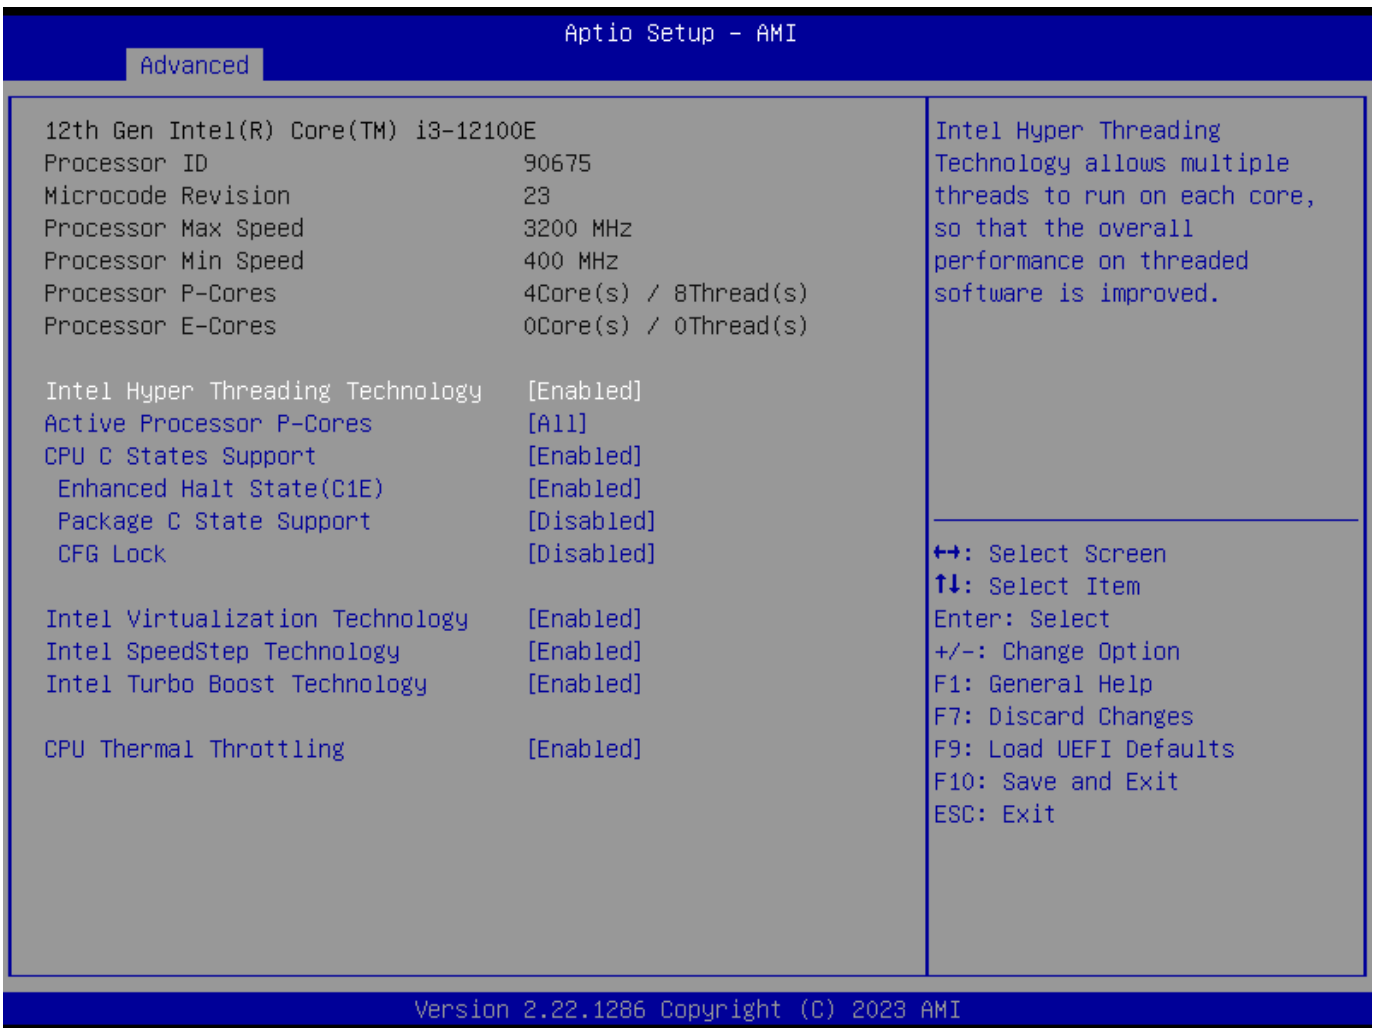 Aptio Setup – AMI
Advanced
12th Gen Intel(R) Core(TM) i3-12100E
Processor ID 90675
Microcode Revision 23
Processor Max Speed 3200 MHz
Processor Min Speed 400 MHz
Processor P-Cores 4Core(s) / 8Thread(s)
Processor E-Cores 0Core(s) / 0Thread(s)
Intel Hyper Threading Technology [Enabled]
Active Processor P-Cores [All]
CPU C States Support [Enabled]
Enhanced Halt State(C1E) [Enabled]
Package C State Support [Disabled]
CFG Lock [Disabled]
Intel Virtualization Technology [Enabled]
Intel SpeedStep Technology [Enabled]
Intel Turbo Boost Technology [Enabled]
CPU Thermal Throttling [Enabled]
Intel Hyper Threading
Technology allows multiple
threads to run on each core,
so that the overall
performance on threaded
software is improved.
←→: Select Screen
↑↓: Select Item
Enter: Select
+/-: Change Option
F1: General Help
F7: Discard Changes
F9: Load UEFI Defaults
F10: Save and Exit
ESC: Exit
Version 2.22.1286 Copyright (C) 2023 AMI